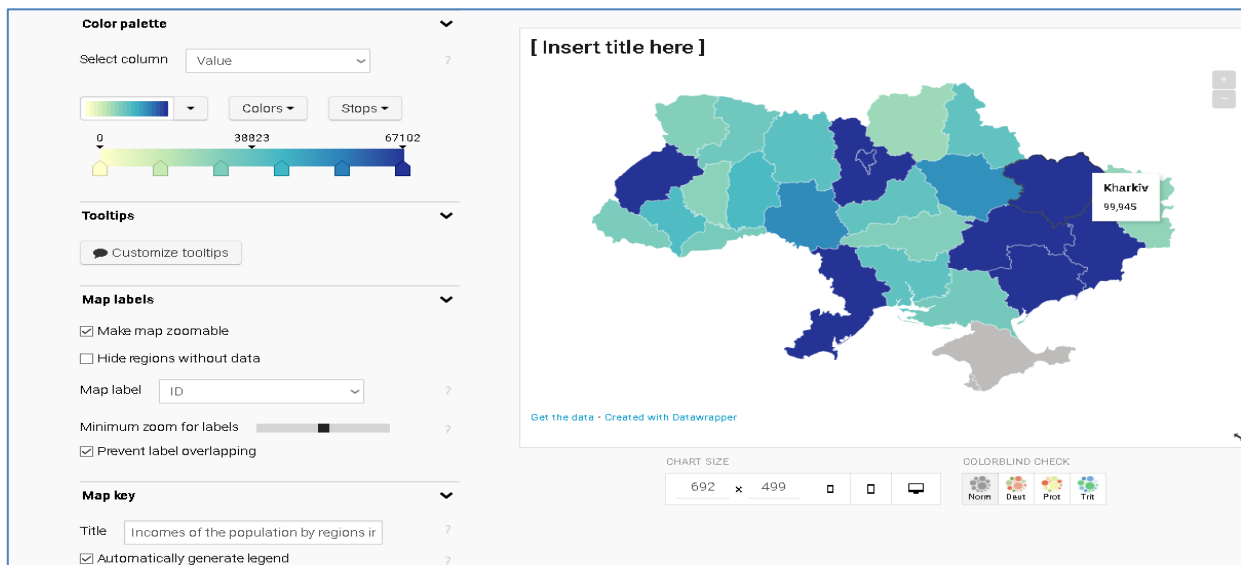 Color palette
Select column
Value
?
Colors
Stops
0
38823
67102
Tooltips
Customize tooltips
Map labels
Make map zoomable
Hide regions without data
Map label
ID
?
Minimum zoom for labels
?
Prevent label overlapping
Map key
Title
Incomes of the population by regions ir
?
Automatically generate legend
?
[ Insert title here ]
+
−
Kharkiv
99,945
Get the data • Created with Datawrapper
CHART SIZE
692 × 499
COLORBLIND CHECK
Norm
Deut
Prot
Trit